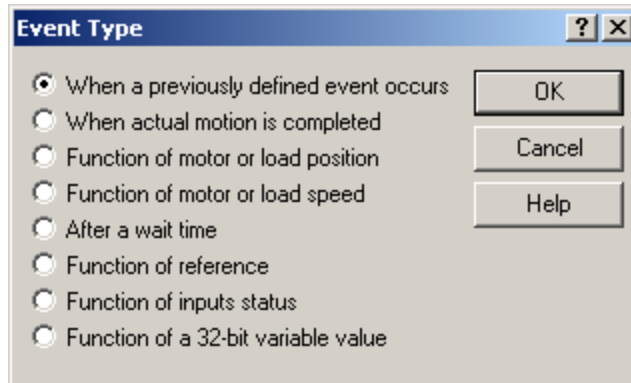 Event Type
When a previously defined event occurs
When actual motion is completed
Function of motor or load position
Function of motor or load speed
After a wait time
Function of reference
Function of inputs status
Function of a 32-bit variable value
OK
Cancel
Help